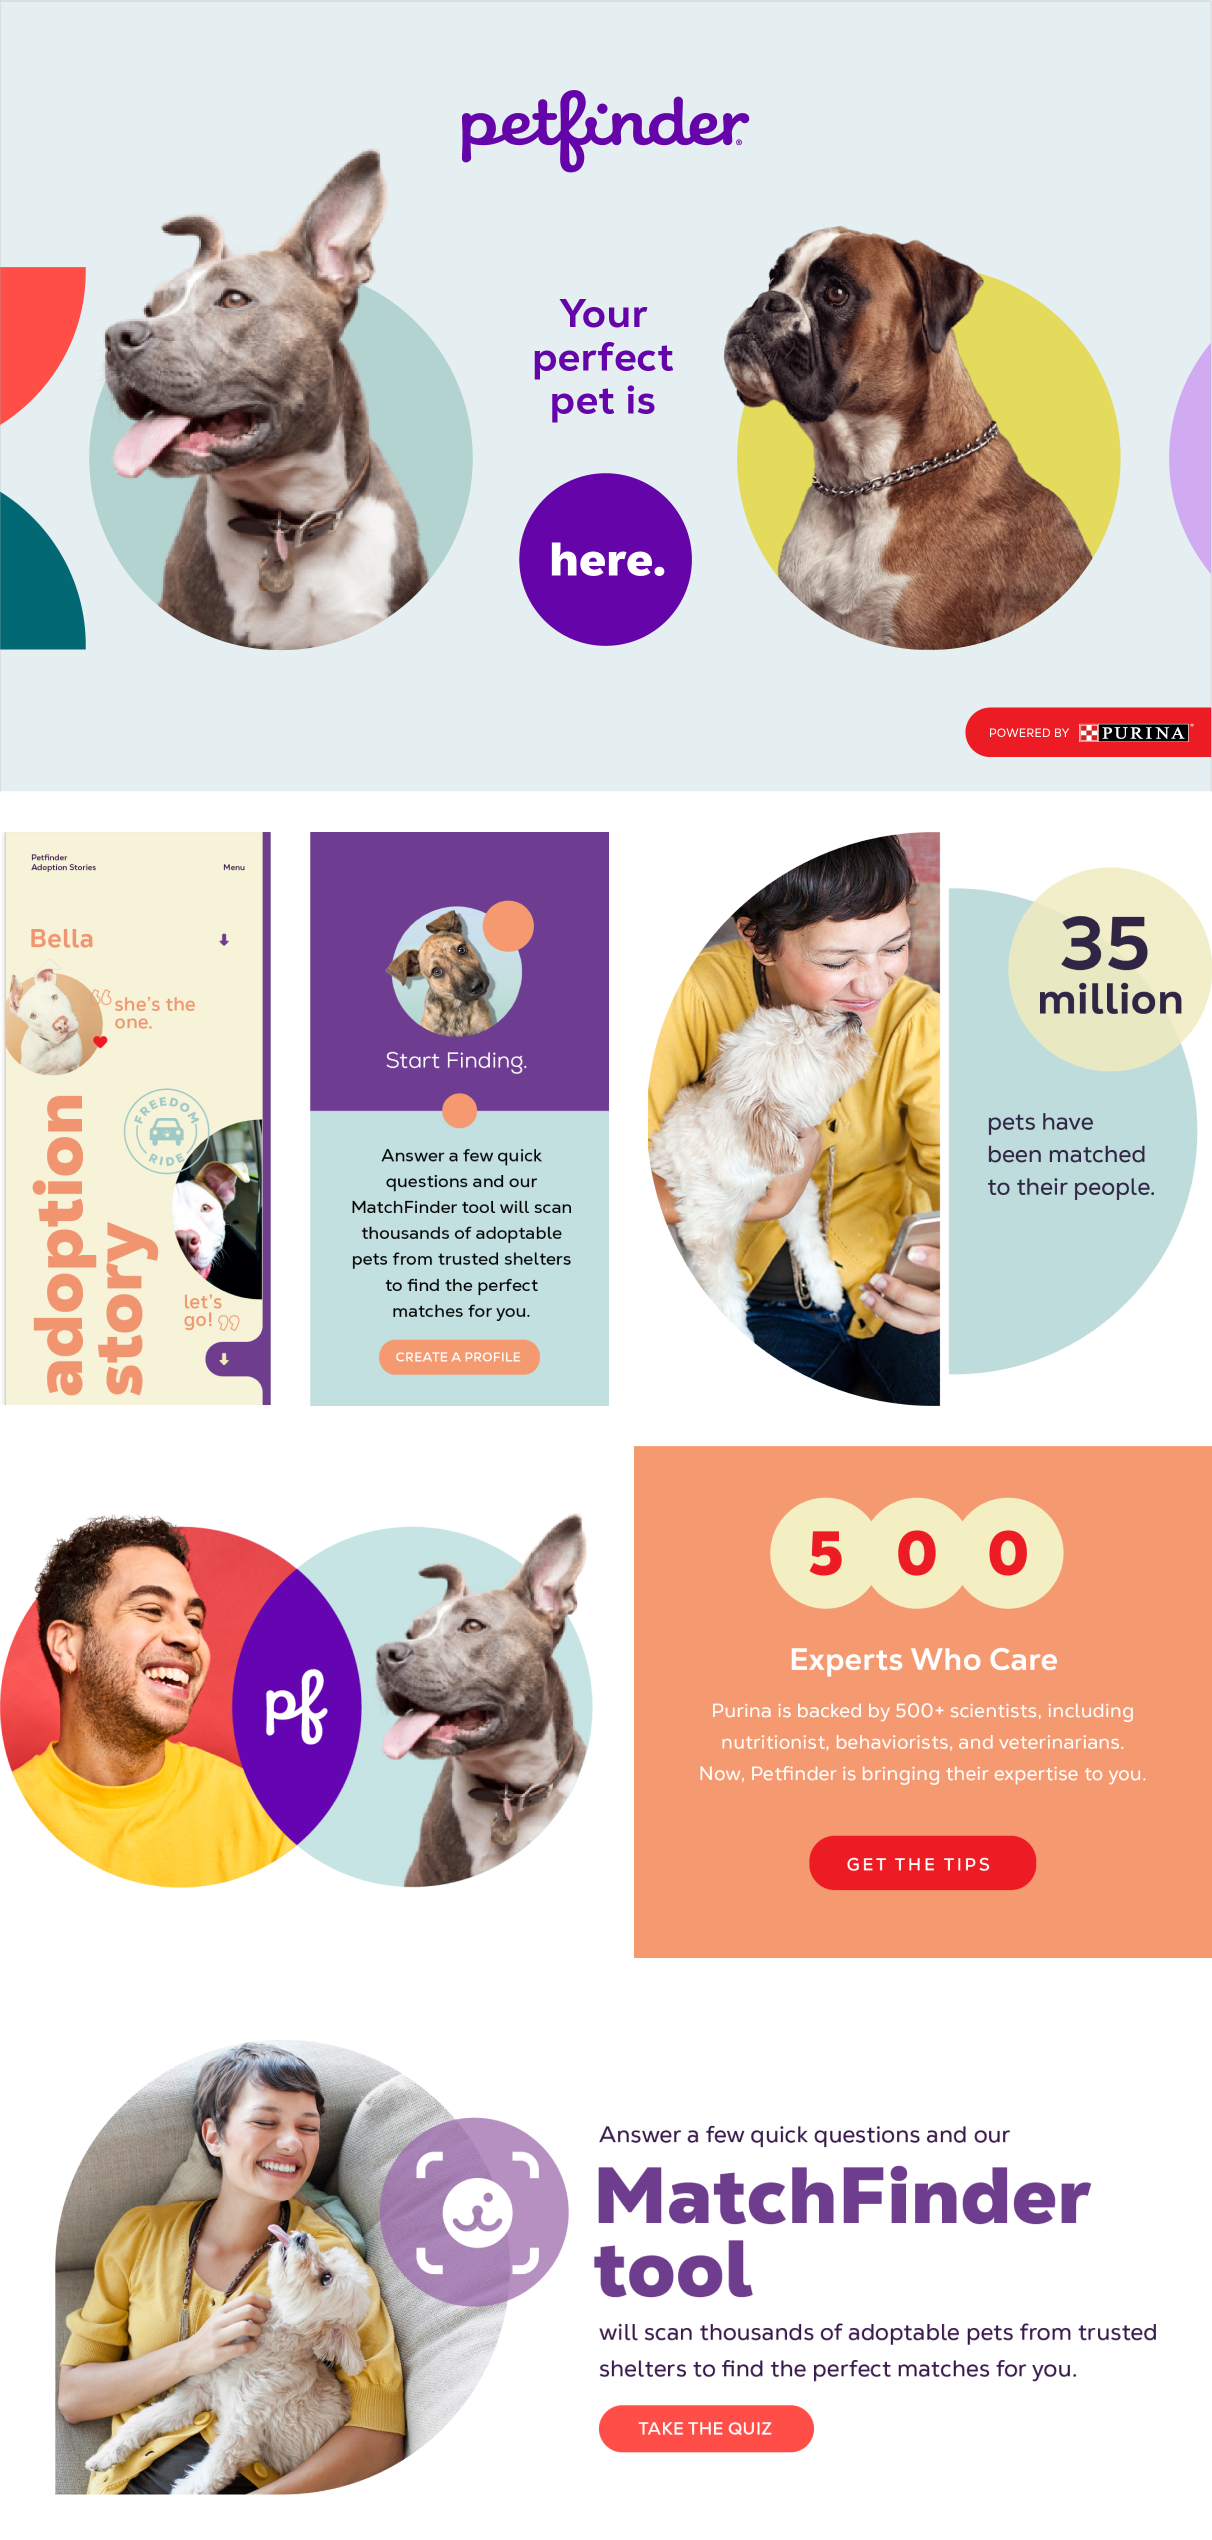 petfinder®
Your
perfect
pet is
here.
POWERED BY PURINA®
Petfinder
Adoption Stories
Menu
Bella
she's the
one.
FREEDOM
RIDE
adoption
story
let's
go!
Start Finding.
Answer a few quick
questions and our
MatchFinder tool will scan
thousands of adoptable
pets from trusted shelters
to find the perfect
matches for you.
CREATE A PROFILE
35
million
pets have
been matched
to their people.
pf
500
Experts Who Care
Purina is backed by 500+ scientists, including
nutritionist, behaviorists, and veterinarians.
Now, Petfinder is bringing their expertise to you.
GET THE TIPS
Answer a few quick questions and our
MatchFinder
tool
will scan thousands of adoptable pets from trusted
shelters to find the perfect matches for you.
TAKE THE QUIZ